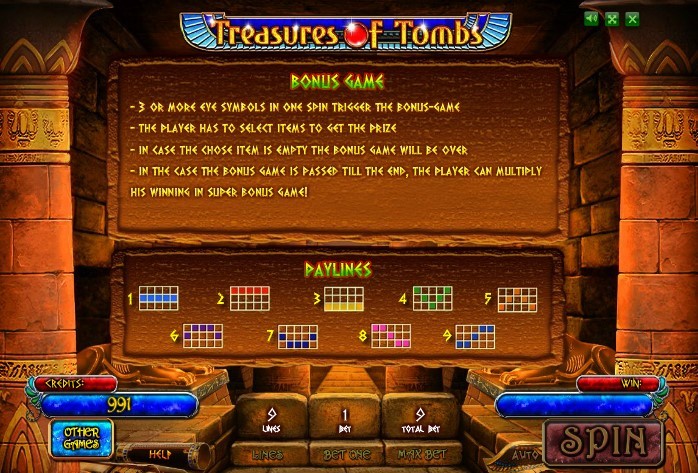 Treasures Of Tombs
BONUS GAME
- 3 OR MORE EYE SYMBOLS IN ONE SPIN TRIGGER THE BONUS-GAME
- THE PLAYER HAS TO SELECT ITEMS TO GET THE PRIZE
- IN CASE THE CHOSE ITEM IS EMPTY THE BONUS GAME WILL BE OVER
- IN THE CASE THE BONUS GAME IS PASSED TILL THE END, THE PLAYER CAN MULTIPLY
HIS WINNING IN SUPER BONUS GAME!
PAYLINES
1 2 3 4 5
6 7 8 9
CREDITS: WIN:
991
9 1 9
LINES BET TOTAL BET
OTHER
GAMES
HELP LINES BET ONE MAX BET AUTO SPIN